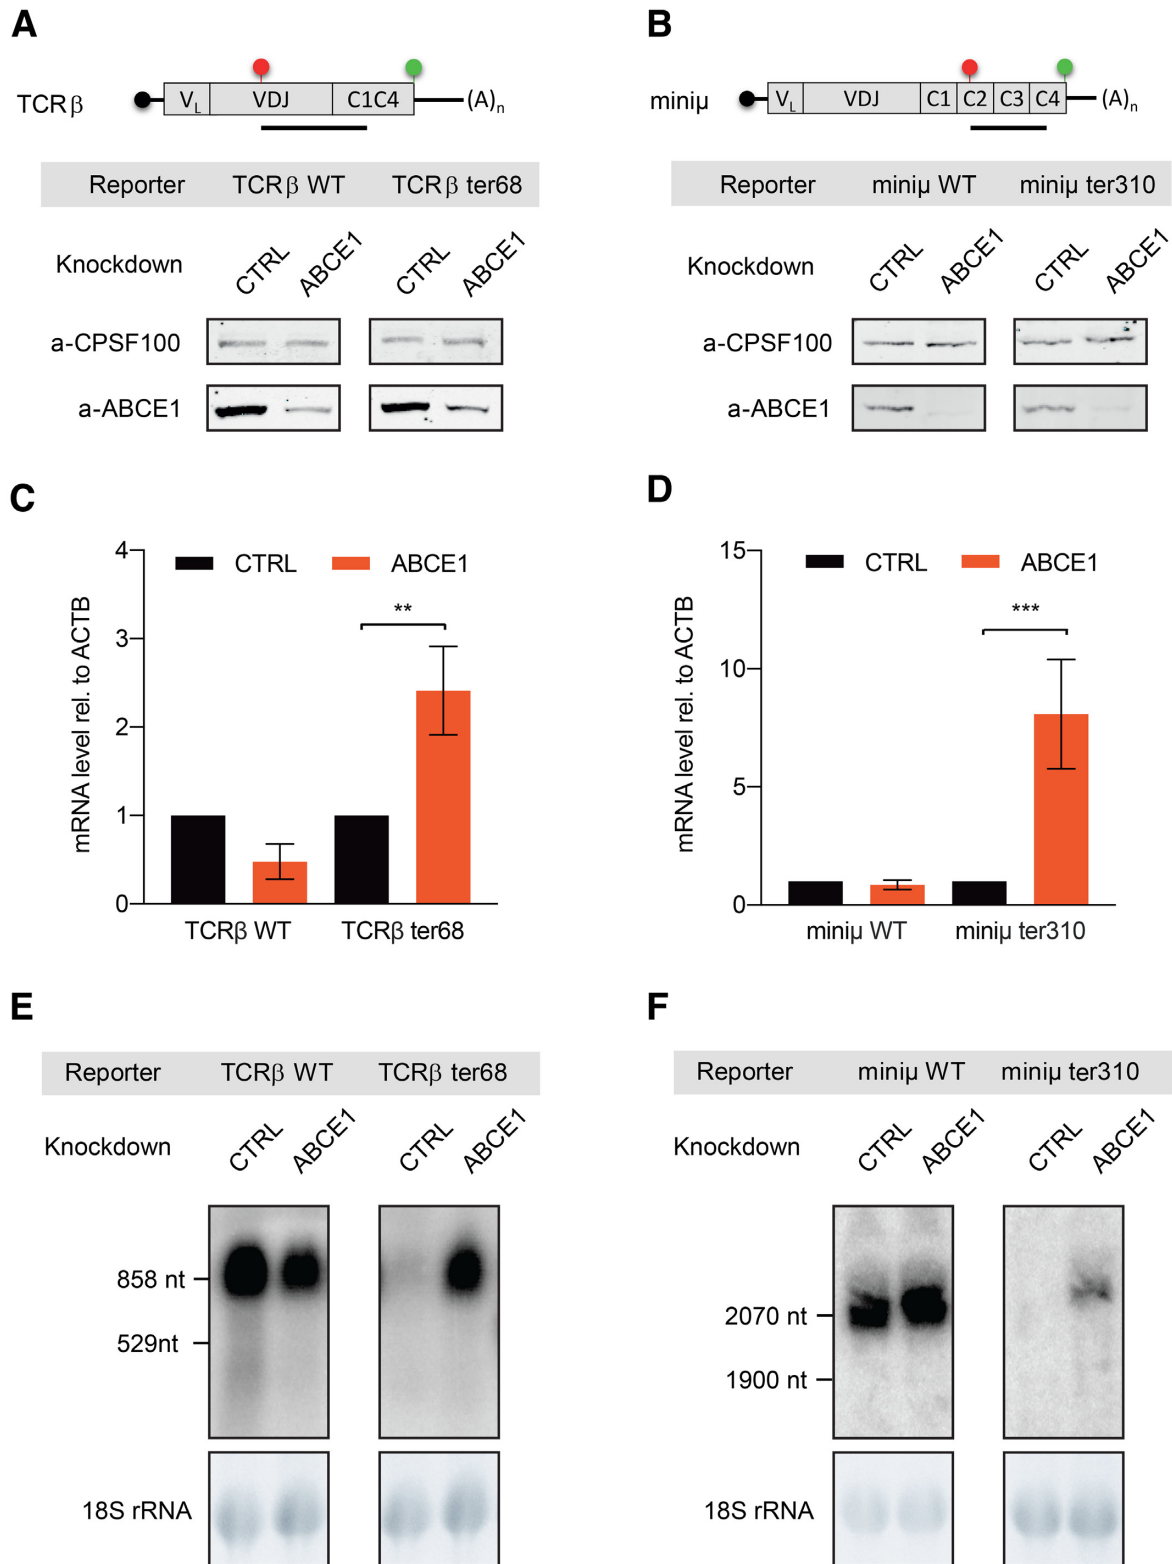 A
TCRβ
VL VDJ C1C4 (A)n
Reporter TCRβ WT TCRβ ter68
Knockdown CTRL ABCE1 CTRL ABCE1
a-CPSF100
a-ABCE1
B
miniμ
VL VDJ C1 C2 C3 C4 (A)n
Reporter miniμ WT miniμ ter310
Knockdown CTRL ABCE1 CTRL ABCE1
a-CPSF100
a-ABCE1
C
CTRL ABCE1
mRNA level rel. to ACTB
4
**
3
2
1
0
TCRβ WT TCRβ ter68
D
CTRL ABCE1
mRNA level rel. to ACTB
15
***
10
5
0
miniμ WT miniμ ter310
E
Reporter TCRβ WT TCRβ ter68
Knockdown CTRL ABCE1 CTRL ABCE1
858 nt
529nt
18S rRNA
F
Reporter miniμ WT miniμ ter310
Knockdown CTRL ABCE1 CTRL ABCE1
2070 nt
1900 nt
18S rRNA